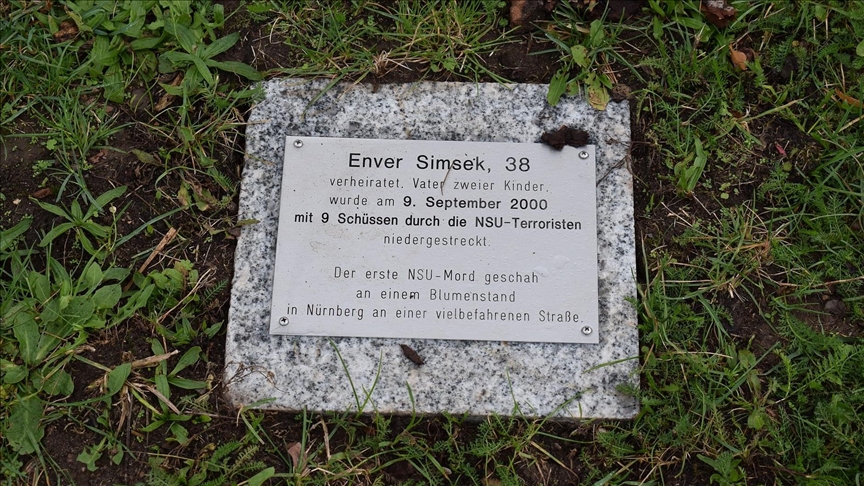 Enver Simsek, 38
verheiratet, Vater zweier Kinder,
wurde am 9. September 2000
mit 9 Schüssen durch die NSU-Terroristen
niedergestreckt.
Der erste NSU-Mord geschah
an einem Blumenstand
in Nürnberg an einer vielbefahrenen Straße.